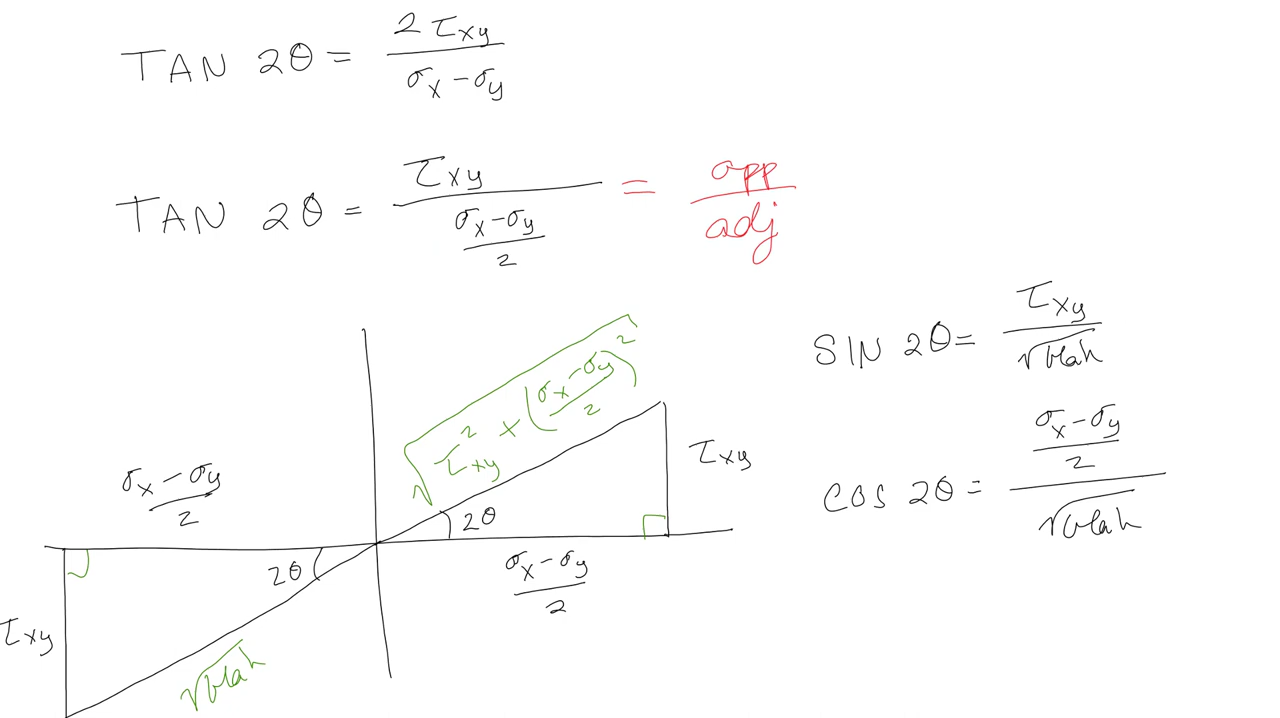 TAN 2θ = 2τxy / σx − σy
TAN 2θ = τxy / (σx − σy / 2) = opp / adj
SIN 2θ = τxy / √blah
COS 2θ = (σx − σy / 2) / √blah
√τxy² + (σx − σy / 2)²
τxy
2θ
σx − σy / 2
σx − σy / 2
2θ
τxy
√blah